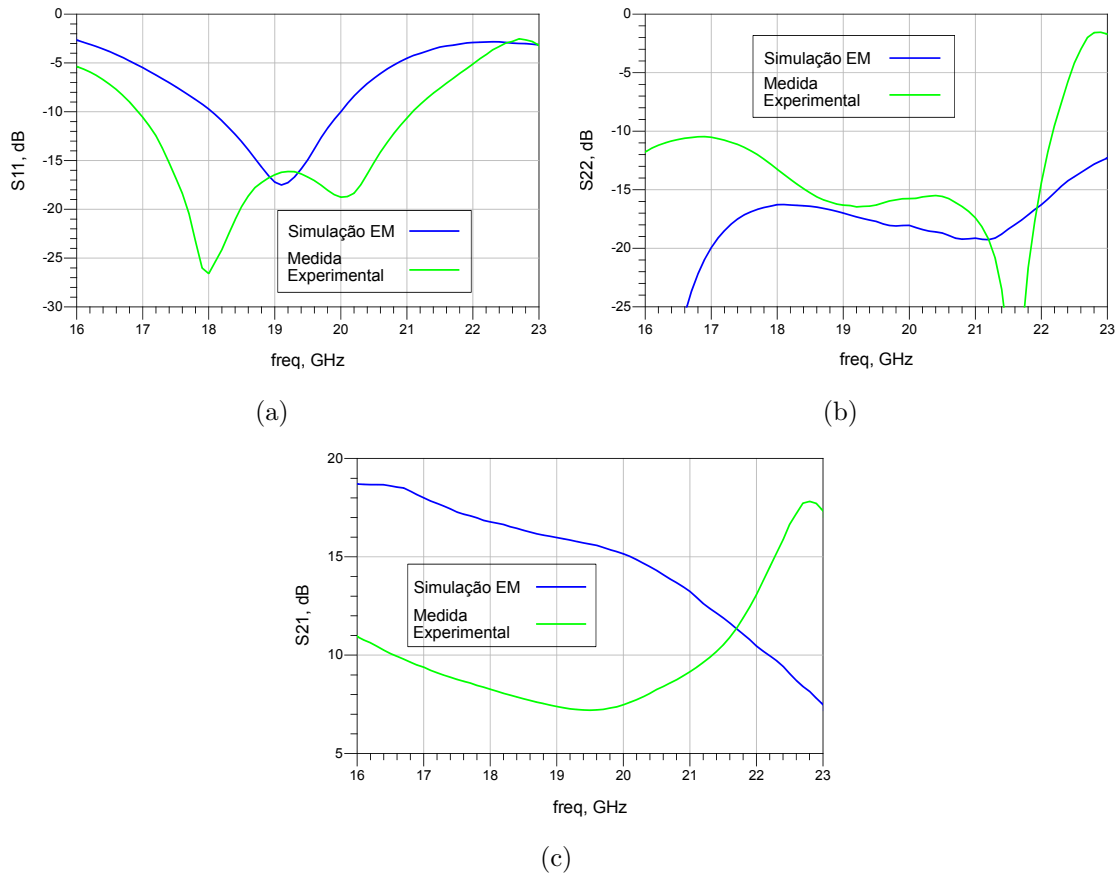 0
-5
-10
-15
-20
-25
-30
S11, dB
Simulação EM
Medida
Experimental
16 17 18 19 20 21 22 23
freq, GHz
(a)
0
-5
-10
-15
-20
-25
S22, dB
Simulação EM
Medida
Experimental
16 17 18 19 20 21 22 23
freq, GHz
(b)
20
15
10
5
S21, dB
Simulação EM
Medida
Experimental
16 17 18 19 20 21 22 23
freq, GHz
(c)